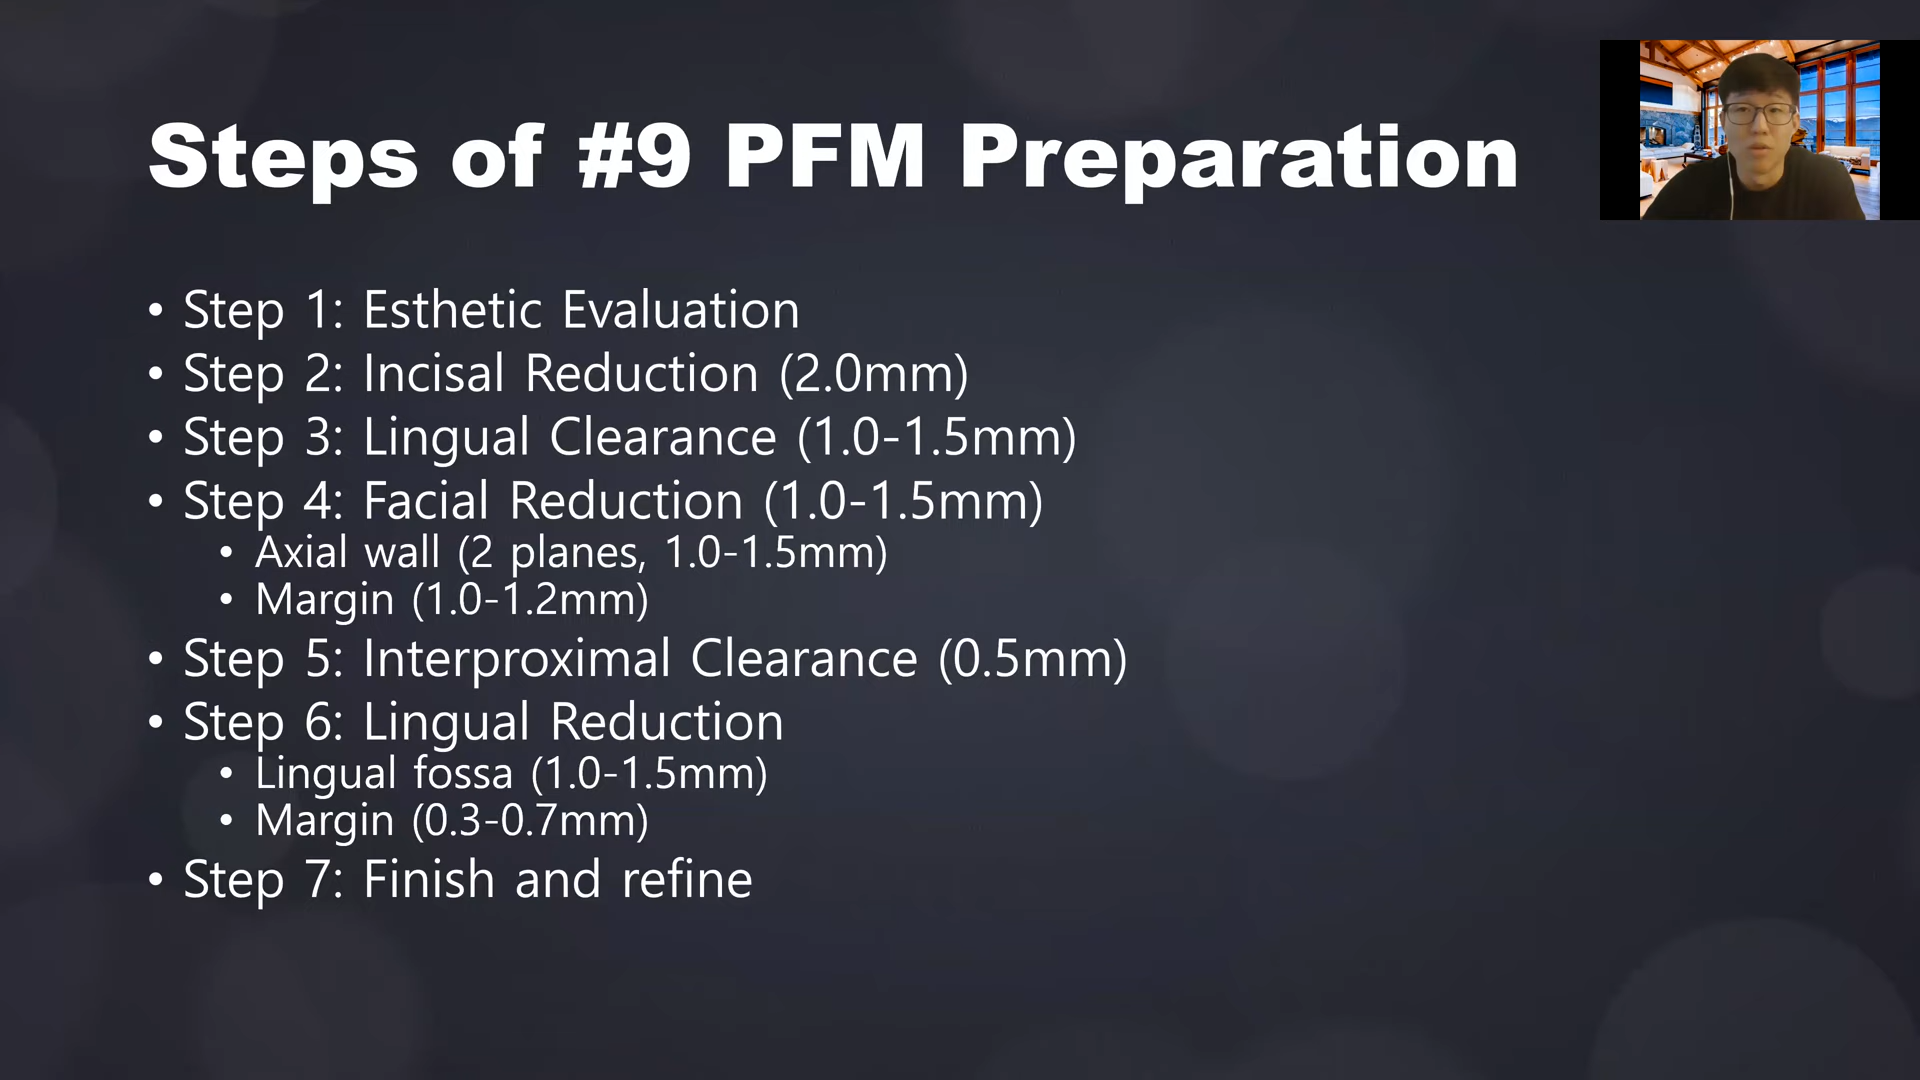 Steps of #9 PFM Preparation
• Step 1: Esthetic Evaluation
• Step 2: Incisal Reduction (2.0mm)
• Step 3: Lingual Clearance (1.0-1.5mm)
• Step 4: Facial Reduction (1.0-1.5mm)
• Axial wall (2 planes, 1.0-1.5mm)
• Margin (1.0-1.2mm)
• Step 5: Interproximal Clearance (0.5mm)
• Step 6: Lingual Reduction
• Lingual fossa (1.0-1.5mm)
• Margin (0.3-0.7mm)
• Step 7: Finish and refine